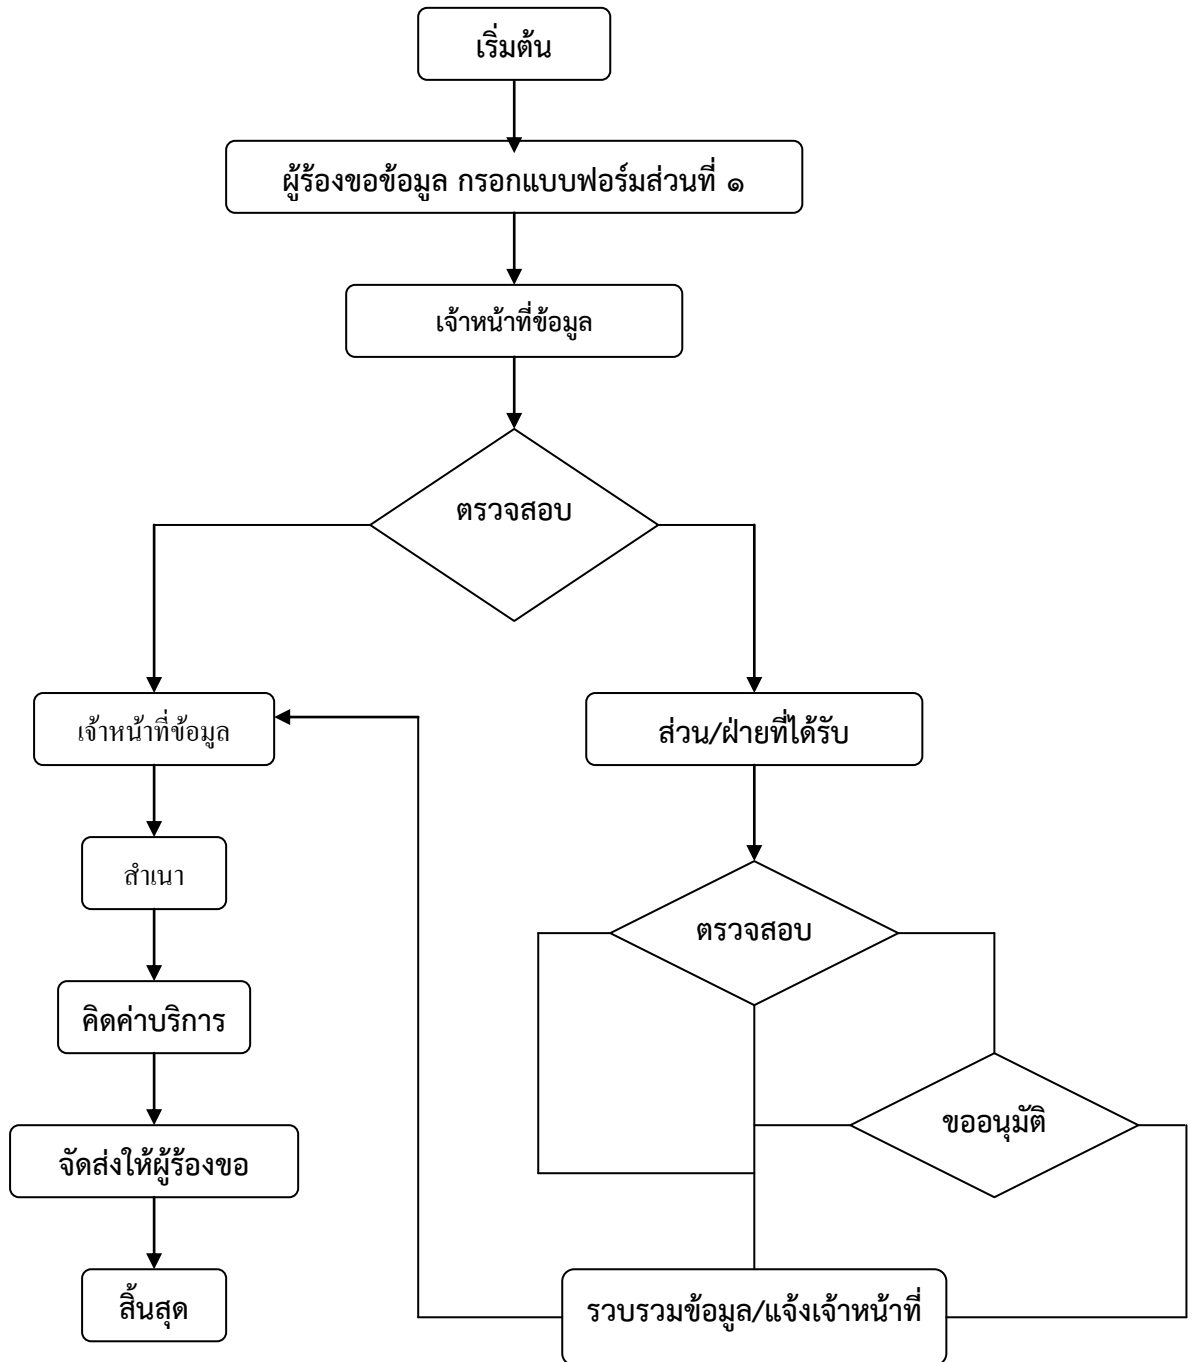 เริ่มต้น
ผู้ร้องขอข้อมูล กรอกแบบฟอร์มส่วนที่ ๑
เจ้าหน้าที่ข้อมูล
ตรวจสอบ
เจ้าหน้าที่ข้อมูล
ส่วน/ฝ่ายที่ได้รับ
สำเนา
ตรวจสอบ
คิดค่าบริการ
ขออนุมัติ
จัดส่งให้ผู้ร้องขอ
สิ้นสุด
รวบรวมข้อมูล/แจ้งเจ้าหน้าที่